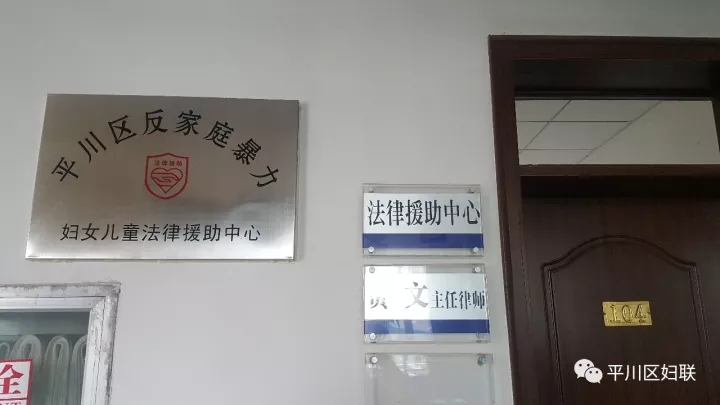 平川区反家庭暴力
法律援助
妇女儿童法律援助中心
法律援助中心
文 主任律师
104
全
平川区妇联